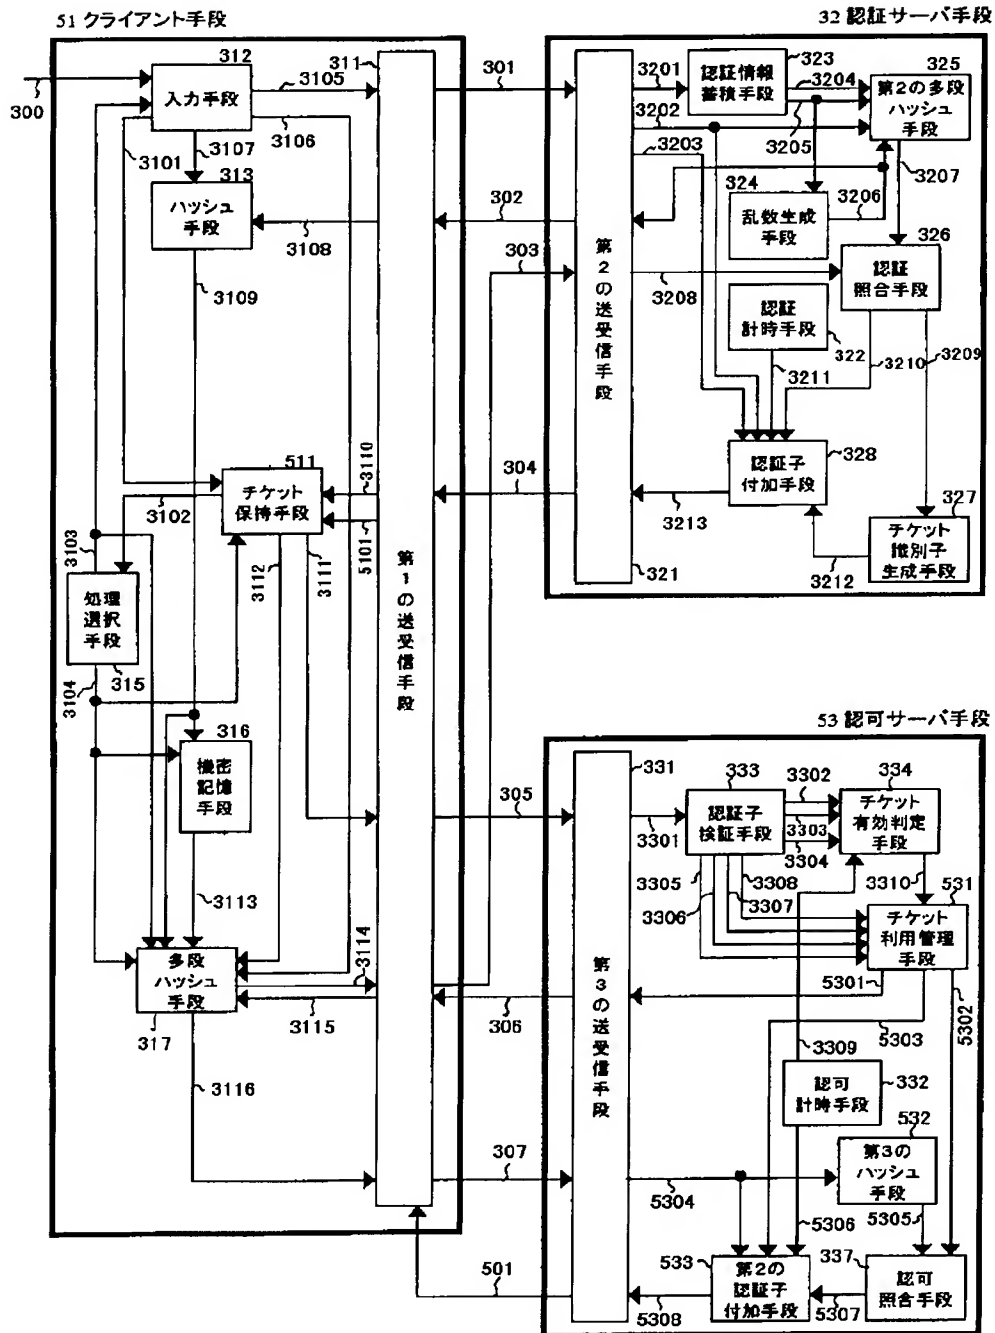 51 クライアント手段
32 認証サーバ手段
300
312
入力手段
3105
3106
3107
3101
313
ハッシュ
手段
3108
3109
311
第1の送受信手段
301
302
303
304
511
チケット
保持手段
3110
5101
3111
3112
3102
3103
処理
選択
手段
315
3104
316
機密
記憶
手段
3113
多段
ハッシュ
手段
317
3114
3115
3116
305
306
307
501
第2の送受信手段
321
3201
3202
3203
323
認証情報
蓄積手段
3204
3205
325
第2の多段
ハッシュ
手段
324
乱数生成
手段
3206
3207
326
認証
照合手段
3208
認証
計時手段
322
3209
3210
3211
認証子
付加手段
328
3213
3212
327
チケット
識別子
生成手段
53 認可サーバ手段
331
第3の送受信手段
3301
333
認証子
検証手段
3302
3303
3304
334
チケット
有効判定
手段
3305
3306
3307
3308
3310
531
チケット
利用管理
手段
5301
5302
5303
3309
認可
計時手段
332
532
第3の
ハッシュ
手段
5304
5305
5306
533
第2の
認証子
付加手段
337
認可
照合手段
5307
5308